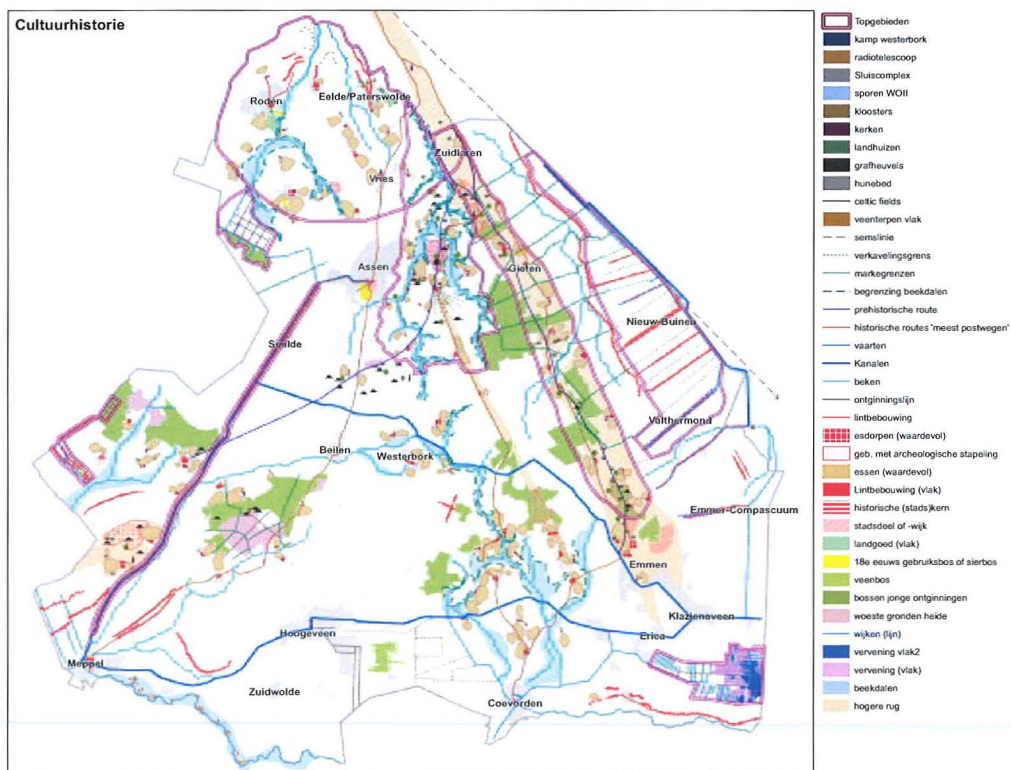 Cultuurhistorie
Roden
Eelde/Paterswolde
Zuidlaren
Vries
Assen
Gieten
Nieuw-Buinen
Smilde
Valthermond
Beilen
Westerbork
Emmer-Compascuum
Emmen
Klazienaveen
Hoogeveen
Erica
Meppel
Zuidwolde
Coevorden
Topgebieden
kamp westerbork
radiotelescoop
Sluiscomplex
sporen WOII
kloosters
kerken
landhuizen
grafheuvels
hunebed
celtic fields
veenterpen vlak
semslinie
verkavelingsgrens
markegrenzen
begrenzing beekdalen
prehistorische route
historische routes 'meest postwegen'
vaarten
Kanalen
beken
ontginningslijn
lintbebouwing
esdorpen (waardevol)
geb. met archeologische stapeling
essen (waardevol)
Lintbebouwing (vlak)
historische (stads)kern
stadsdeel of -wijk
landgoed (vlak)
18e eeuws gebruiksbos of sierbos
veenbos
bossen jonge ontginningen
woeste gronden heide
wijken (lijn)
vervening vlak2
vervening (vlak)
beekdalen
hogere rug